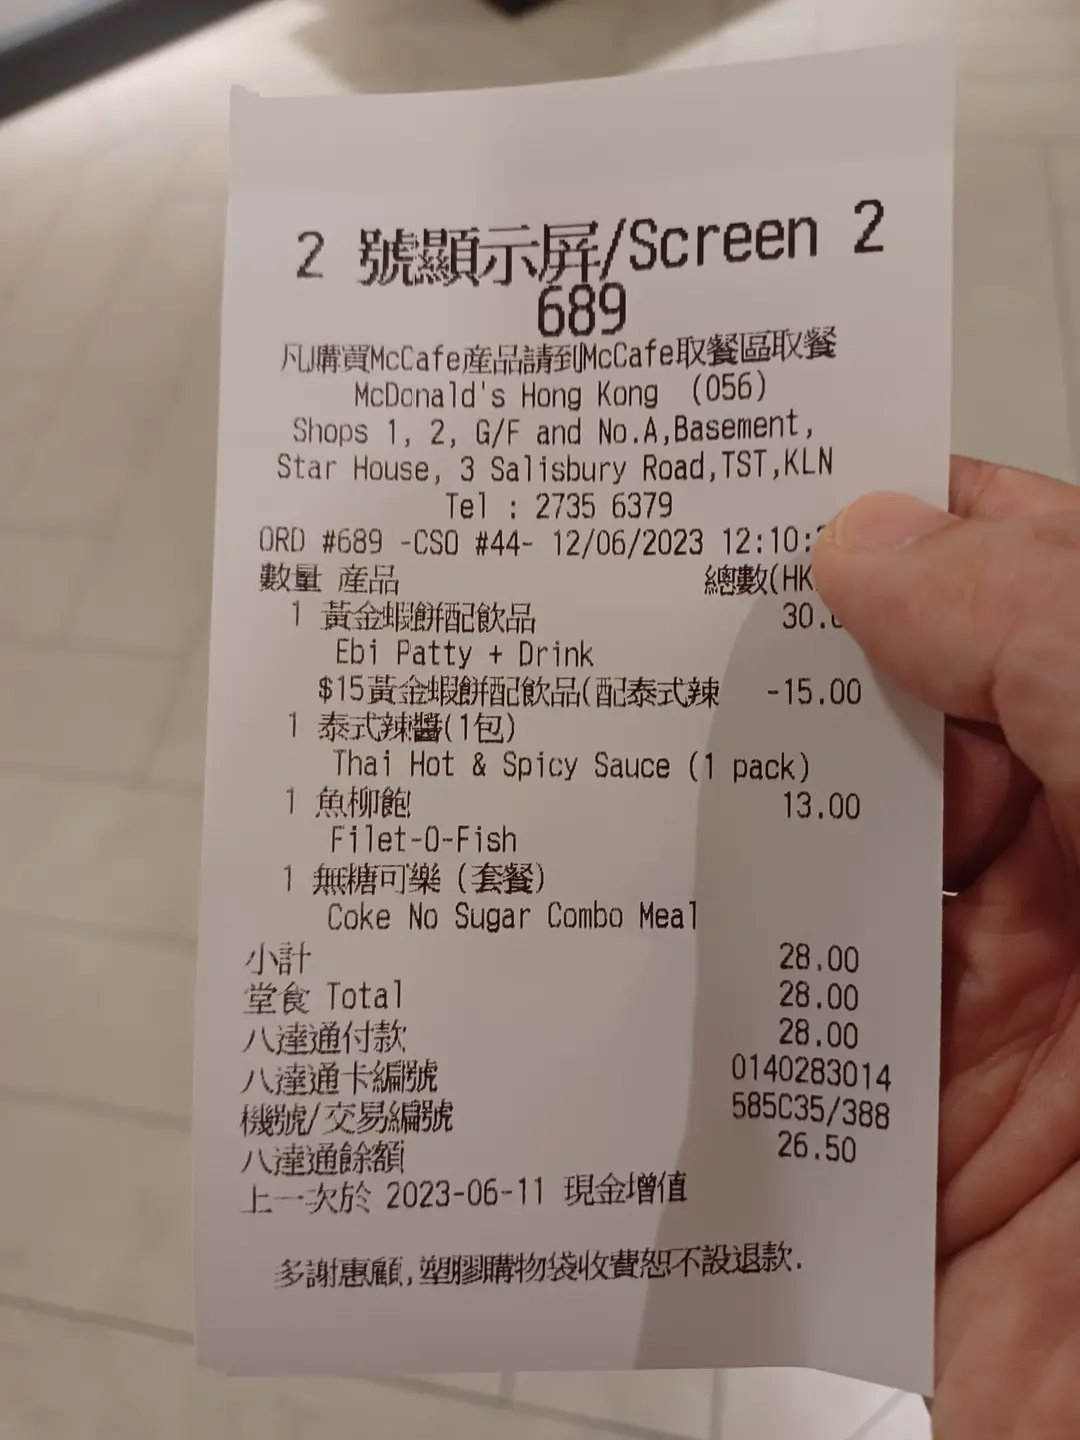 2 號顯示屏/Screen 2
689
凡購買McCafe產品請到McCafe取餐區取餐
McDonald's Hong Kong (056)
Shops 1, 2, G/F and No.A,Basement,
Star House, 3 Salisbury Road,TST,KLN
Tel : 2735 6379
ORD #689 -CSO #44- 12/06/2023 12:10:
數量 產品 總數(HK
1 黃金蝦餅配飲品 30.
Ebi Patty + Drink
$15黃金蝦餅配飲品(配泰式辣 -15.00
1 泰式辣醬(1包)
Thai Hot & Spicy Sauce (1 pack)
1 魚柳飽 13.00
Filet-O-Fish
1 無糖可樂 (套餐)
Coke No Sugar Combo Meal
小計 28.00
堂食 Total 28.00
八達通付款 28.00
八達通卡編號 0140283014
機號/交易編號 585C35/388
八達通餘額 26.50
上一次於 2023-06-11 現金增值
多謝惠顧,塑膠購物袋收費恕不設退款.